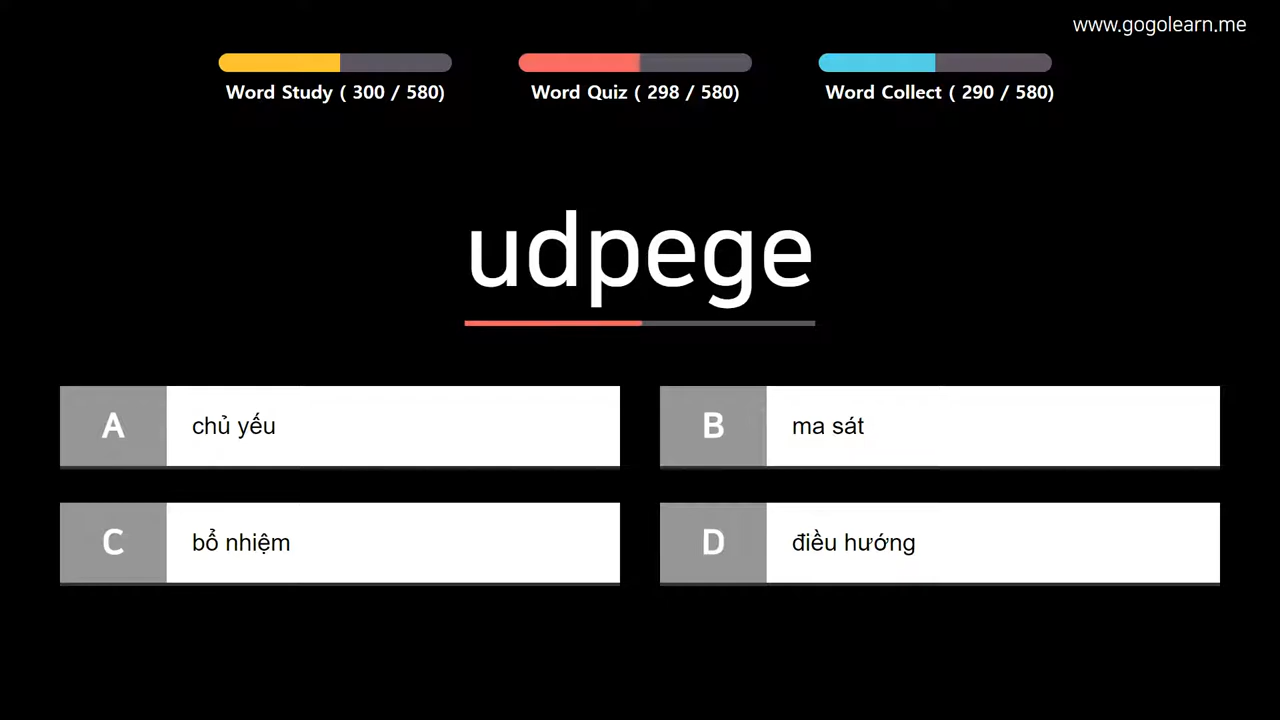 www.gogolearn.me
Word Study ( 300 / 580)
Word Quiz ( 298 / 580)
Word Collect ( 290 / 580)
udpege
A chủ yếu
B ma sát
C bổ nhiệm
D điều hướng